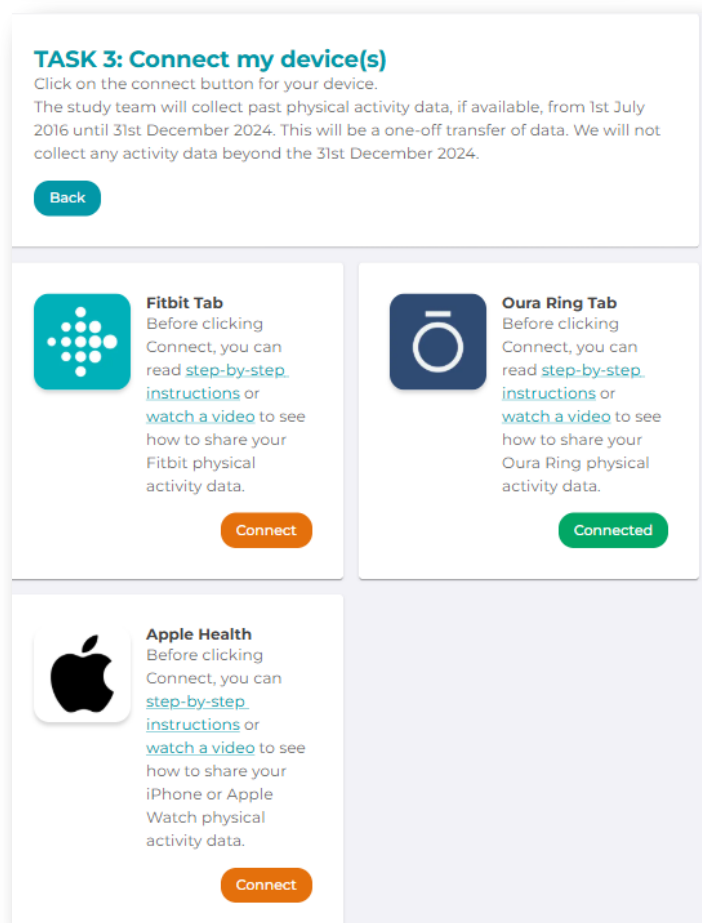 TASK 3: Connect my device(s)
Click on the connect button for your device.
The study team will collect past physical activity data, if available, from 1st July
2016 until 31st December 2024. This will be a one-off transfer of data. We will not
collect any activity data beyond the 31st December 2024.
Back
Fitbit Tab
Before clicking
Connect, you can
read step-by-step
instructions or
watch a video to see
how to share your
Fitbit physical
activity data.
Connect
Oura Ring Tab
Before clicking
Connect, you can
read step-by-step
instructions or
watch a video to see
how to share your
Oura Ring physical
activity data.
Connected
Apple Health
Before clicking
Connect, you can
step-by-step
instructions or
watch a video to see
how to share your
iPhone or Apple
Watch physical
activity data.
Connect